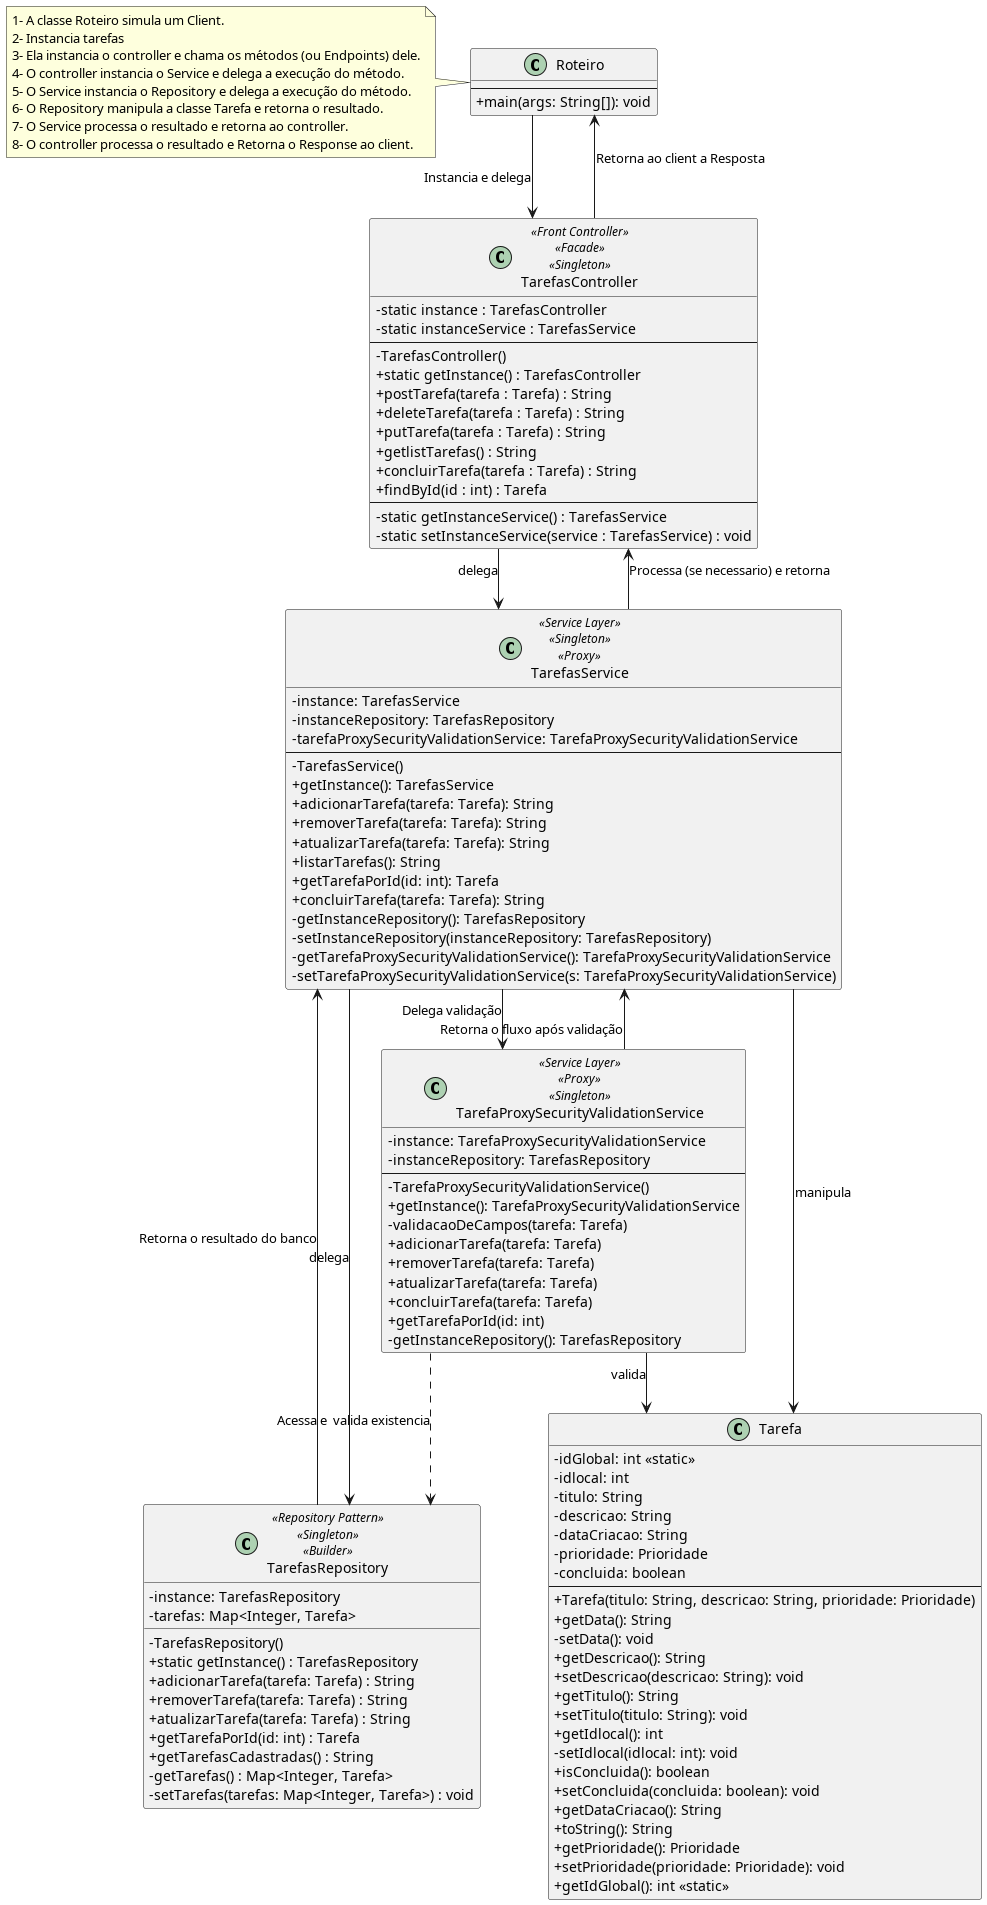 1- A classe Roteiro simula um Client.
2- Instancia tarefas
3- Ela instancia o controller e chama os métodos (ou Endpoints) dele.
4- O controller instancia o Service e delega a execução do método.
5- O Service instancia o Repository e delega a execução do método.
6- O Repository manipula a classe Tarefa e retorna o resultado.
7- O Service processa o resultado e retorna ao controller.
8- O controller processa o resultado e Retorna o Response ao client.
C Roteiro
+main(args: String[]): void
Retorna ao client a Resposta
Instancia e delega
«Front Controller»
«Facade»
«Singleton»
C TarefasController
-static instance : TarefasController
-static instanceService : TarefasService
-TarefasController()
+static getInstance() : TarefasController
+postTarefa(tarefa : Tarefa) : String
+deleteTarefa(tarefa : Tarefa) : String
+putTarefa(tarefa : Tarefa) : String
+getlistTarefas() : String
+concluirTarefa(tarefa : Tarefa) : String
+findById(id : int) : Tarefa
-static getInstanceService() : TarefasService
-static setInstanceService(service : TarefasService) : void
delega
Processa (se necessario) e retorna
«Service Layer»
«Singleton»
«Proxy»
C TarefasService
-instance: TarefasService
-instanceRepository: TarefasRepository
-tarefaProxySecurityValidationService: TarefaProxySecurityValidationService
-TarefasService()
+getInstance(): TarefasService
+adicionarTarefa(tarefa: Tarefa): String
+removerTarefa(tarefa: Tarefa): String
+atualizarTarefa(tarefa: Tarefa): String
+listarTarefas(): String
+getTarefaPorId(id: int): Tarefa
+concluirTarefa(tarefa: Tarefa): String
-getInstanceRepository(): TarefasRepository
-setInstanceRepository(instanceRepository: TarefasRepository)
-getTarefaProxySecurityValidationService(): TarefaProxySecurityValidationService
-setTarefaProxySecurityValidationService(s: TarefaProxySecurityValidationService)
Delega validação
Retorna o fluxo após validação
«Service Layer»
«Proxy»
«Singleton»
C TarefaProxySecurityValidationService
-instance: TarefaProxySecurityValidationService
-instanceRepository: TarefasRepository
-TarefaProxySecurityValidationService()
+getInstance(): TarefaProxySecurityValidationService
-validacaoDeCampos(tarefa: Tarefa)
+adicionarTarefa(tarefa: Tarefa)
+removerTarefa(tarefa: Tarefa)
+atualizarTarefa(tarefa: Tarefa)
+concluirTarefa(tarefa: Tarefa)
+getTarefaPorId(id: int)
-getInstanceRepository(): TarefasRepository
manipula
Retorna o resultado do banco
delega
valida
Acessa e  valida existencia
«Repository Pattern»
«Singleton»
«Builder»
C TarefasRepository
-instance: TarefasRepository
-tarefas: Map<Integer, Tarefa>
-TarefasRepository()
+static getInstance() : TarefasRepository
+adicionarTarefa(tarefa: Tarefa) : String
+removerTarefa(tarefa: Tarefa) : String
+atualizarTarefa(tarefa: Tarefa) : String
+getTarefaPorId(id: int) : Tarefa
+getTarefasCadastradas() : String
-getTarefas() : Map<Integer, Tarefa>
-setTarefas(tarefas: Map<Integer, Tarefa>) : void
C Tarefa
-idGlobal: int «static»
-idlocal: int
-titulo: String
-descricao: String
-dataCriacao: String
-prioridade: Prioridade
-concluida: boolean
+Tarefa(titulo: String, descricao: String, prioridade: Prioridade)
+getData(): String
-setData(): void
+getDescricao(): String
+setDescricao(descricao: String): void
+getTitulo(): String
+setTitulo(titulo: String): void
+getIdlocal(): int
-setIdlocal(idlocal: int): void
+isConcluida(): boolean
+setConcluida(concluida: boolean): void
+getDataCriacao(): String
+toString(): String
+getPrioridade(): Prioridade
+setPrioridade(prioridade: Prioridade): void
+getIdGlobal(): int «static»